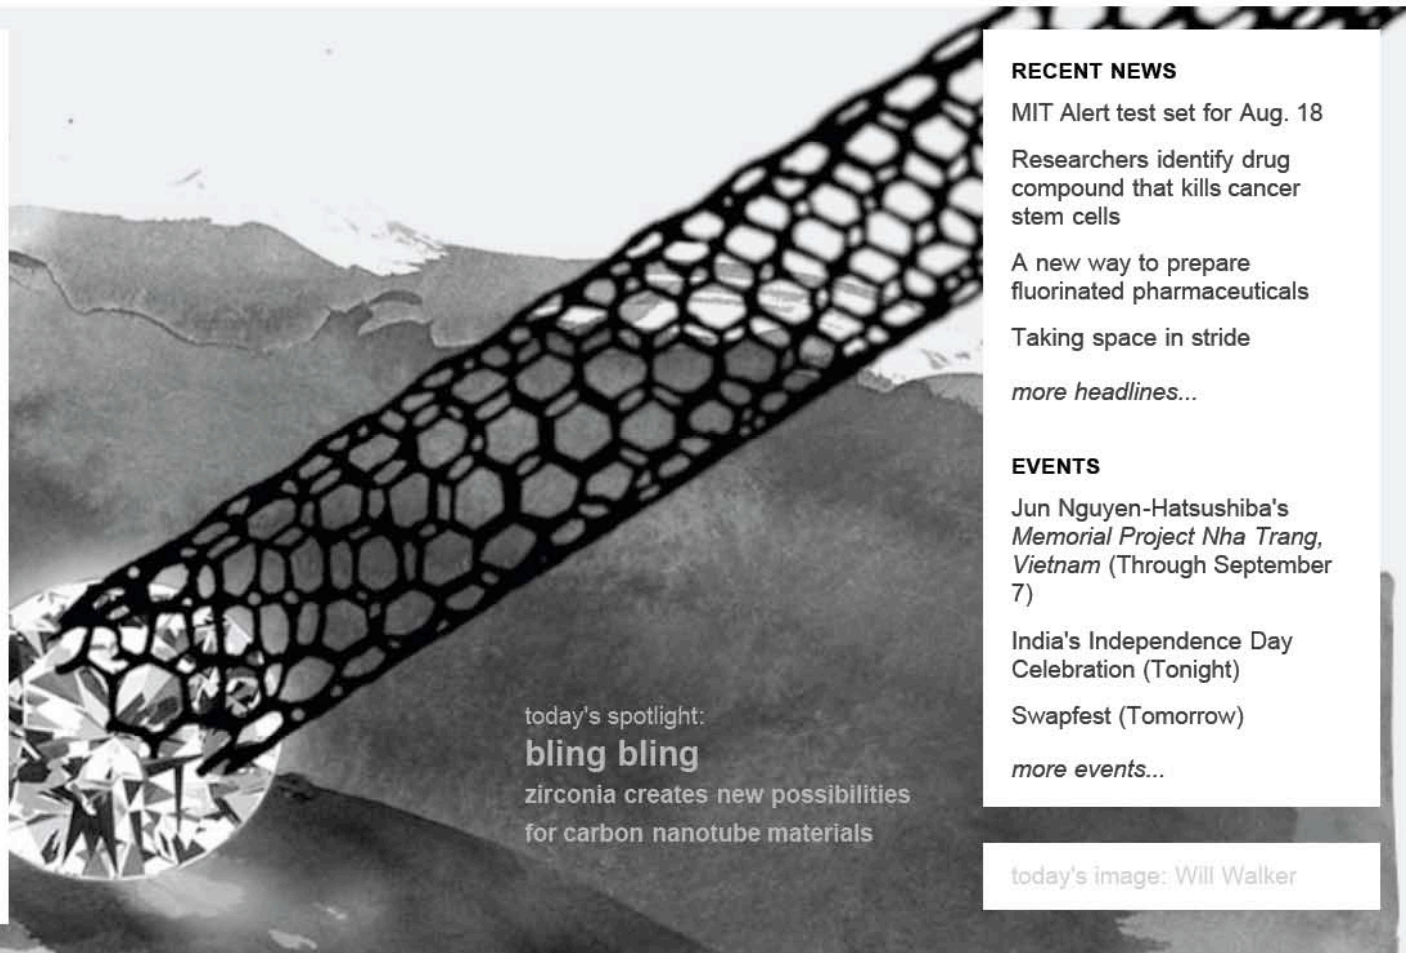 RECENT NEWS
MIT Alert test set for Aug. 18
Researchers identify drug
compound that kills cancer
stem cells
A new way to prepare
fluorinated pharmaceuticals
Taking space in stride
more headlines...
EVENTS
Jun Nguyen-Hatsushiba's
Memorial Project Nha Trang,
Vietnam (Through September
7)
India's Independence Day
Celebration (Tonight)
Swapfest (Tomorrow)
more events...
today's spotlight:
bling bling
zirconia creates new possibilities
for carbon nanotube materials
today's image: Will Walker